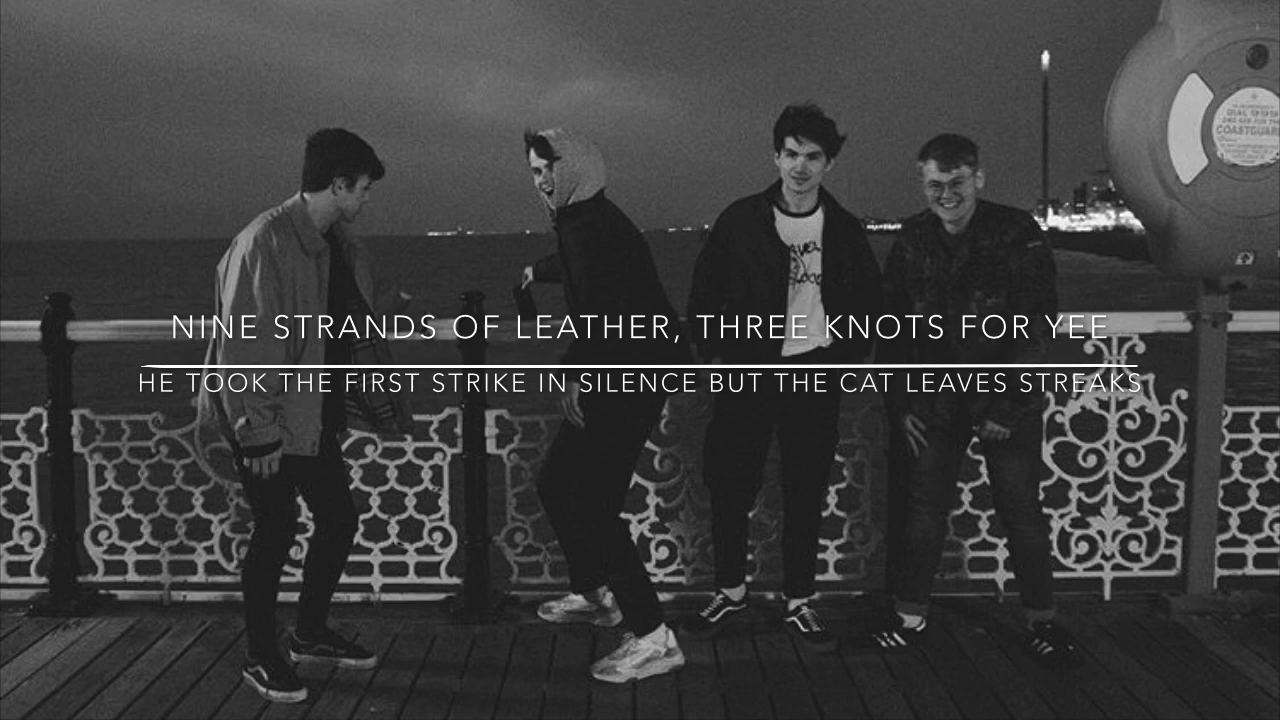 NINE STRANDS OF LEATHER, THREE KNOTS FOR YEE
HE TOOK THE FIRST STRIKE IN SILENCE BUT THE CAT LEAVES STREAKS
COASTGUARD